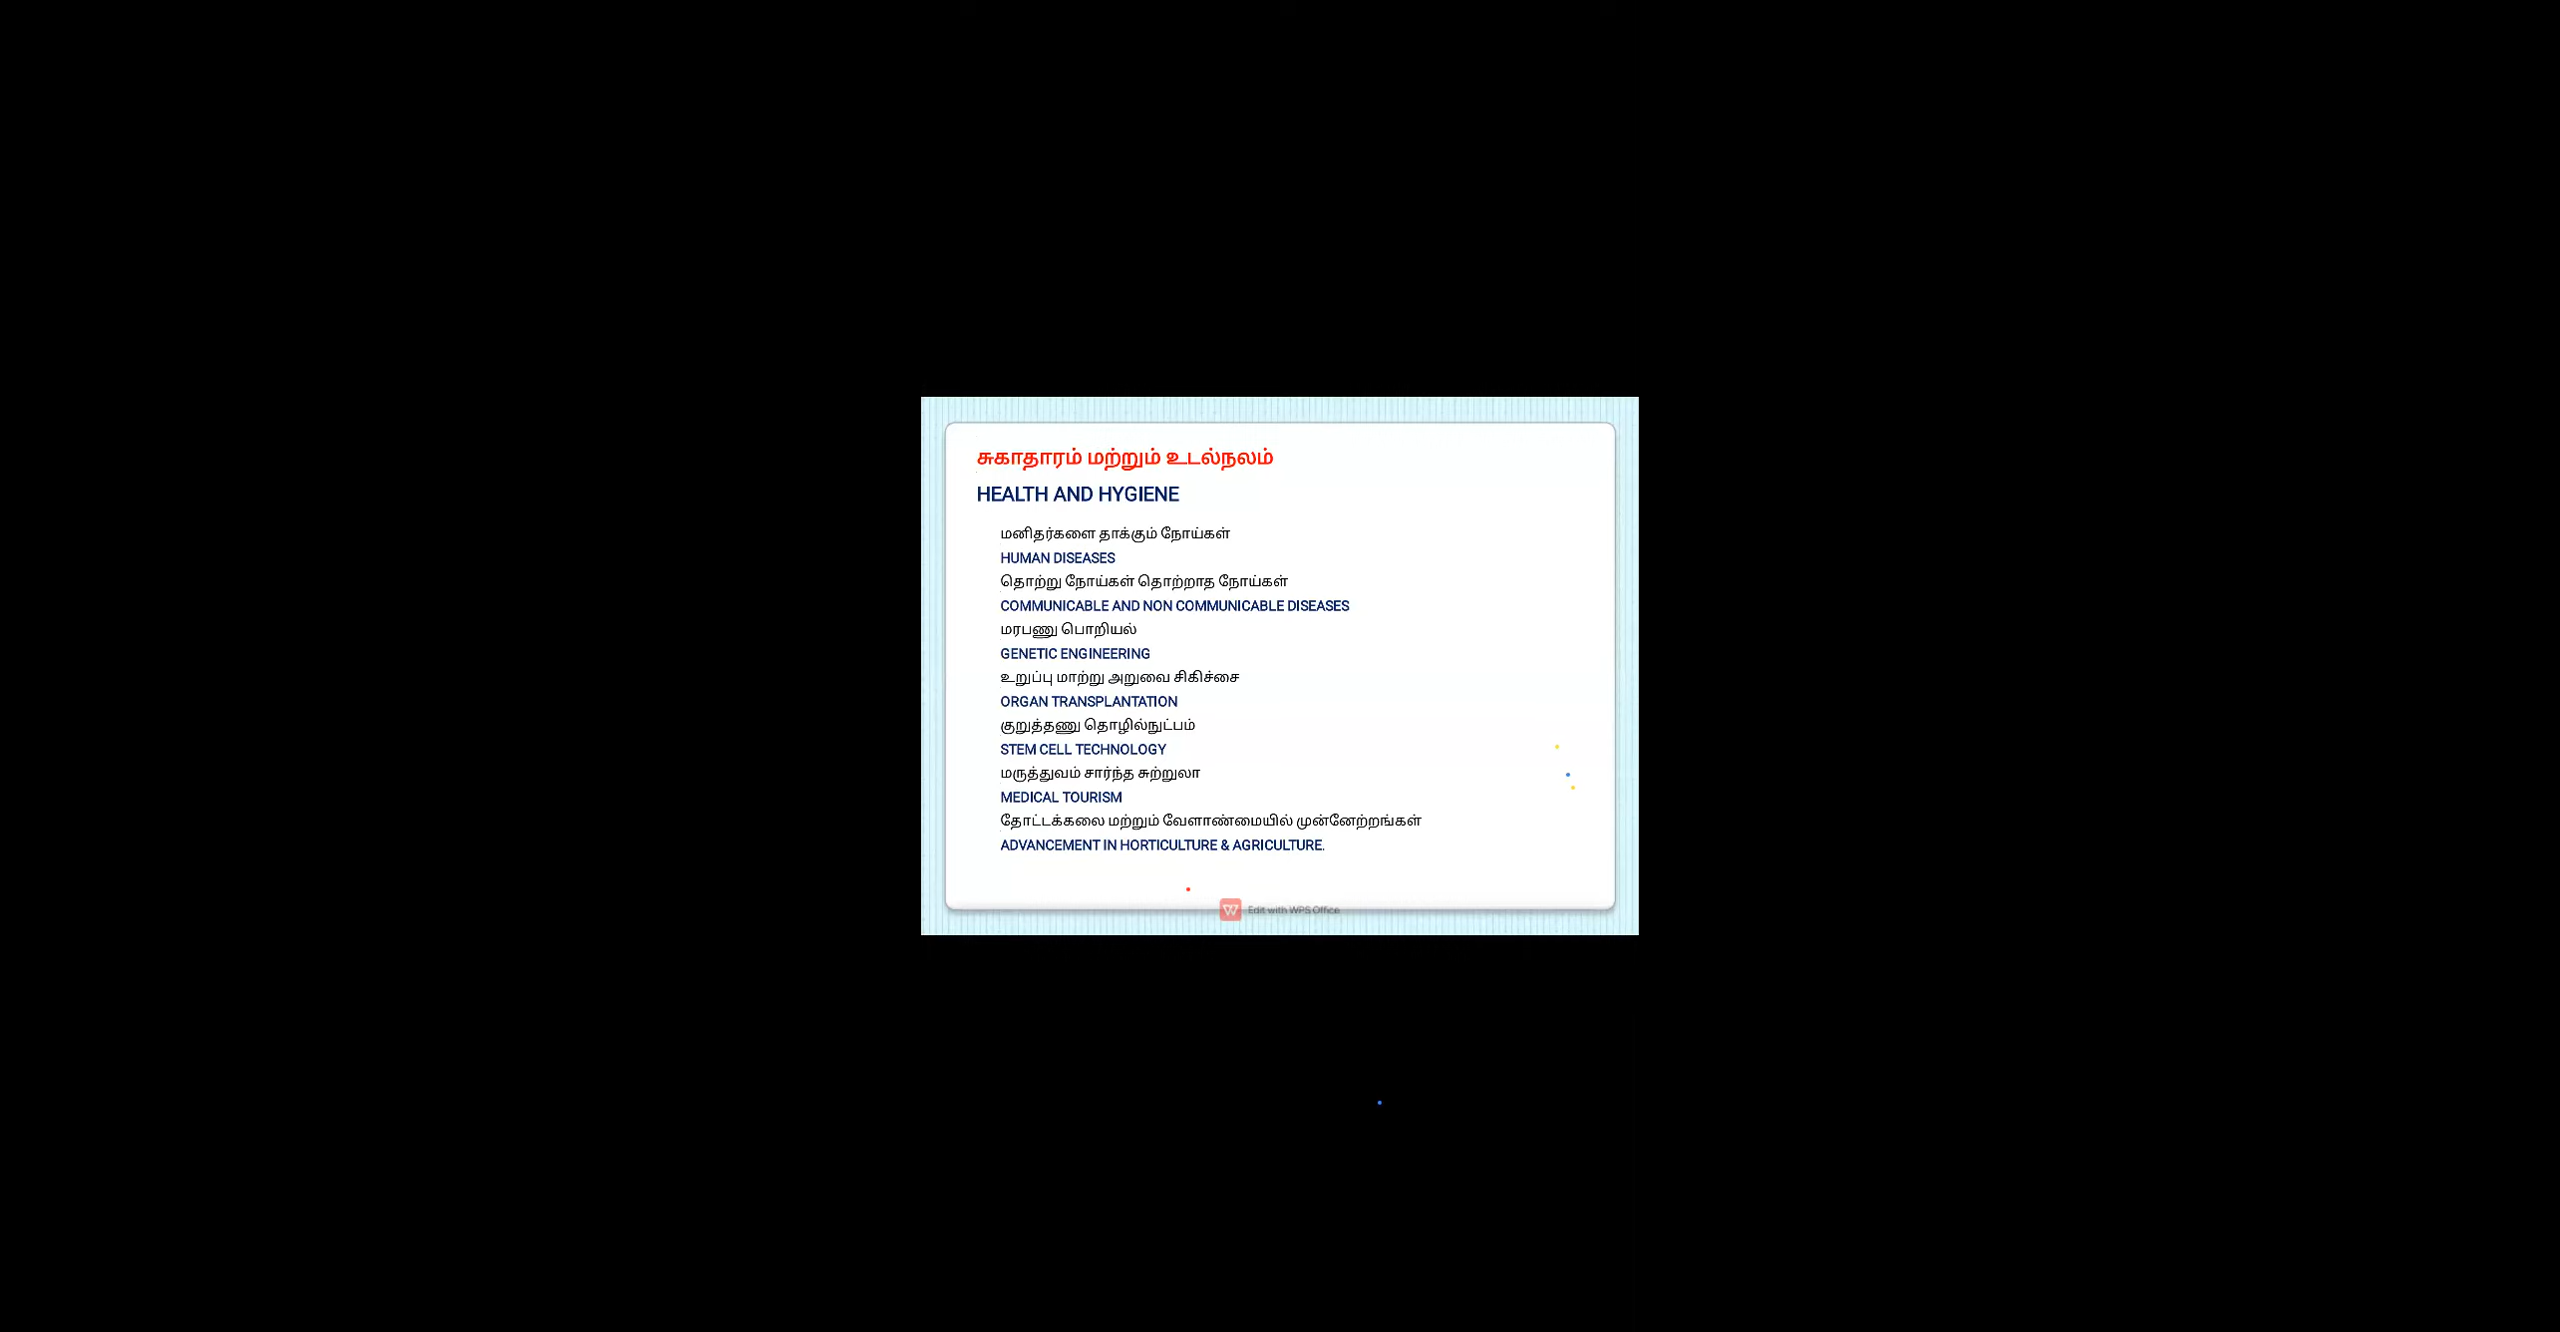 சுகாதாரம் மற்றும் உடல்நலம்
HEALTH AND HYGIENE
மனிதர்களை தாக்கும் நோய்கள்
HUMAN DISEASES
தொற்று நோய்கள் தொற்றாத நோய்கள்
COMMUNICABLE AND NON COMMUNICABLE DISEASES
மரபணு பொறியல்
GENETIC ENGINEERING
உறுப்பு மாற்று அறுவை சிகிச்சை
ORGAN TRANSPLANTATION
குறுத்தணு தொழில்நுட்பம்
STEM CELL TECHNOLOGY
மருத்துவம் சார்ந்த சுற்றுலா
MEDICAL TOURISM
தோட்டக்கலை மற்றும் வேளாண்மையில் முன்னேற்றங்கள்
ADVANCEMENT IN HORTICULTURE & AGRICULTURE.
Edit with WPS Office